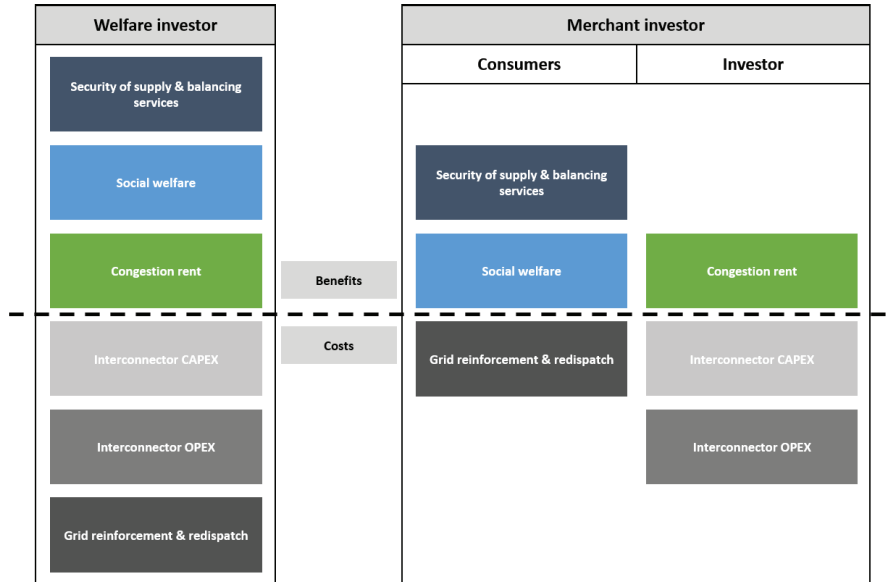 Welfare investor
Security of supply & balancing
services
Social welfare
Congestion rent
Interconnector CAPEX
Interconnector OPEX
Grid reinforcement & redispatch
Benefits
Costs
Merchant investor
Consumers
Investor
Security of supply & balancing
services
Social welfare
Congestion rent
Grid reinforcement & redispatch
Interconnector CAPEX
Interconnector OPEX